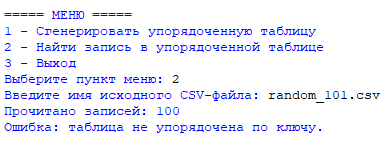 ===== МЕНЮ =====
1 - Сгенерировать упорядоченную таблицу
2 - Найти запись в упорядоченной таблице
3 - Выход
Выберите пункт меню: 2
Введите имя исходного CSV-файла: random_101.csv
Прочитано записей: 100
Ошибка: таблица не упорядочена по ключу.